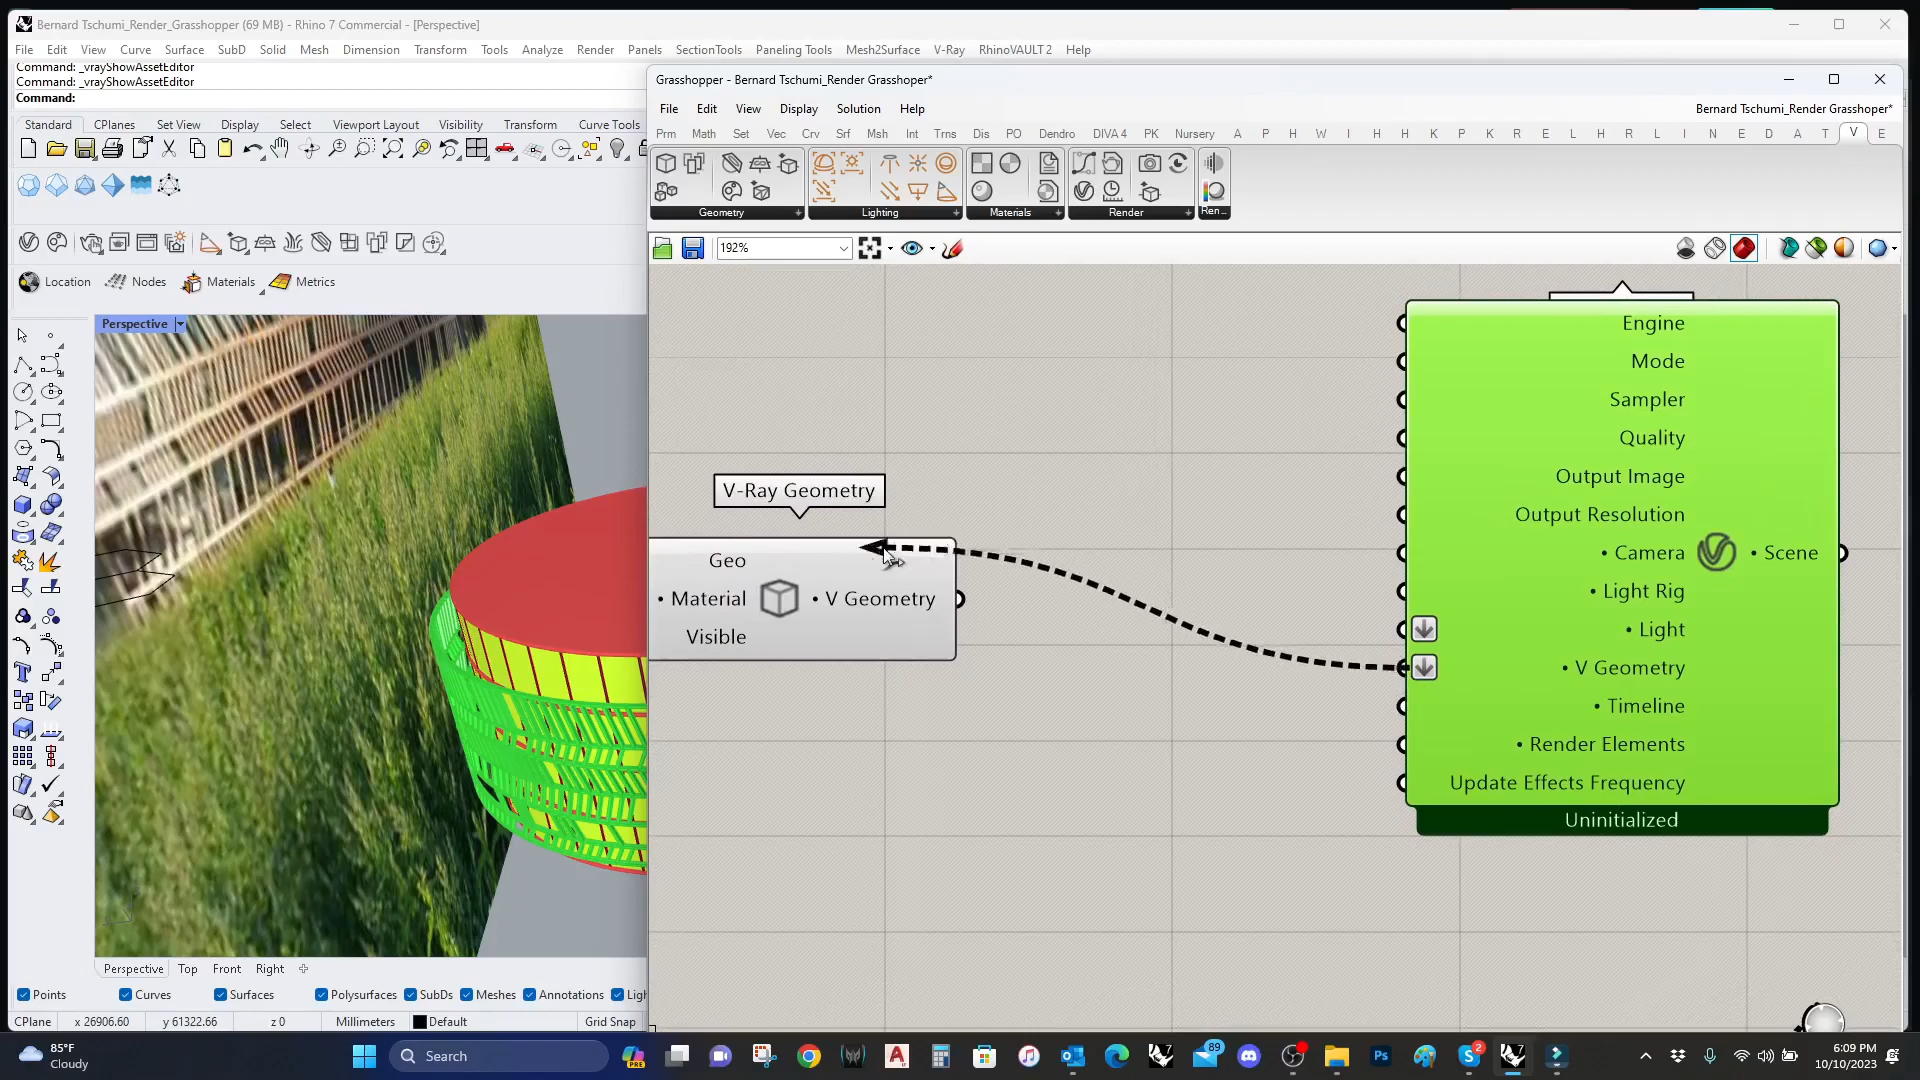 Bernard Tschumi_Render_Grasshopper (69 MB) - Rhino 7 Commercial - [Perspective]
File Edit View Curve Surface SubD Solid Mesh Dimension Transform Tools Analyze Render Panels SectionTools Paneling Tools Mesh2Surface V-Ray RhinoVAULT 2 Help
Command: _vrayShowAssetEditor
Command: _vrayShowAssetEditor
Command:
Standard CPlanes Set View Display Select Viewport Layout Visibility Transform Curve Tools
Location Nodes Materials Metrics
Perspective
Grasshopper - Bernard Tschumi_Render Grasshoper*
File Edit View Display Solution Help
Bernard Tschumi_Render Grasshoper*
Prm Math Set Vec Crv Srf Msh Int Trns Dis PO Dendro DIVA 4 PK Nursery A P H W I H H K P K R E L H R L I N E D A T V E
Geometry Lighting Materials Render Ren...
192%
V-Ray Geometry
Geo
• Material • V Geometry
Visible
Engine
Mode
Sampler
Quality
Output Image
Output Resolution
• Camera • Scene
• Light Rig
• Light
• V Geometry
• Timeline
• Render Elements
Update Effects Frequency
Uninitialized
Perspective Top Front Right
Points Curves Surfaces Polysurfaces SubDs Meshes Annotations Ligh
CPlane x 26906.60 y 61322.66 z 0 Millimeters Default Grid Snap
85°F
Cloudy
Search
PRE
89
2
6:09 PM
10/10/2023